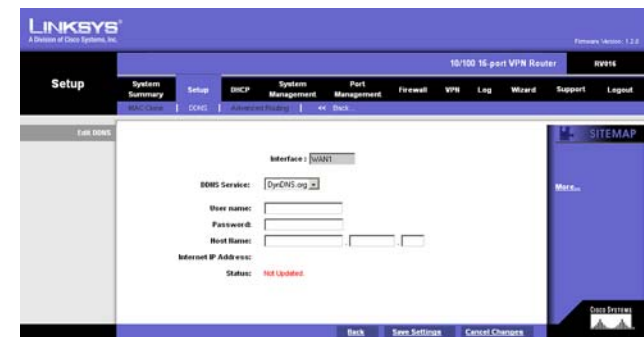 LINKSYS®
A Division of Cisco Systems, Inc.
Firmware Version: 1.2.0
10/100 16-port VPN Router
RV016
Setup
System Summary
Setup
DHCP
System Management
Port Management
Firewall
VPN
Log
Wizard
Support
Logout
MAC Clone | DDNS | Advanced Routing | << Back...
Edit DDNS
SITEMAP
Interface : WAN1
DDNS Service: DynDNS.org
More...
User name:
Password:
Host Name: . .
Internet IP Address:
Status: Not Updated.
CISCO SYSTEMS
Back
Save Settings
Cancel Changes